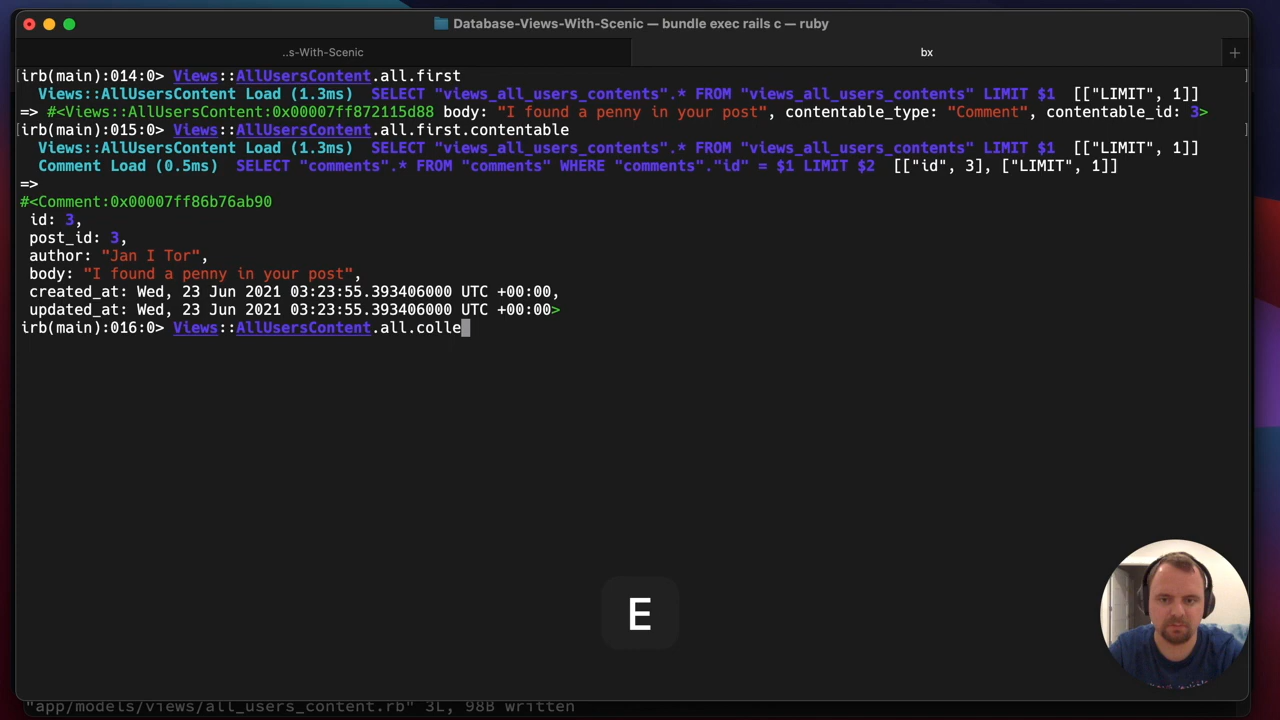 Database-Views-With-Scenic — bundle exec rails c — ruby
..s-With-Scenic
bx
+
[irb(main):014:0> Views::AllUsersContent.all.first ]
Views::AllUsersContent Load (1.3ms) SELECT "views_all_users_contents".* FROM "views_all_users_contents" LIMIT $1 [["LIMIT", 1]]
=> #<Views::AllUsersContent:0x00007ff872115d88 body: "I found a penny in your post", contentable_type: "Comment", contentable_id: 3>
[irb(main):015:0> Views::AllUsersContent.all.first.contentable ]
Views::AllUsersContent Load (1.3ms) SELECT "views_all_users_contents".* FROM "views_all_users_contents" LIMIT $1 [["LIMIT", 1]]
Comment Load (0.5ms) SELECT "comments".* FROM "comments" WHERE "comments"."id" = $1 LIMIT $2 [["id", 3], ["LIMIT", 1]]
=>
#<Comment:0x00007ff86b76ab90
id: 3,
post_id: 3,
author: "Jan I Tor",
body: "I found a penny in your post",
created_at: Wed, 23 Jun 2021 03:23:55.393406000 UTC +00:00,
updated_at: Wed, 23 Jun 2021 03:23:55.393406000 UTC +00:00>
irb(main):016:0> Views::AllUsersContent.all.colle
E
"app/models/views/all_users_content.rb" 3L, 98B written